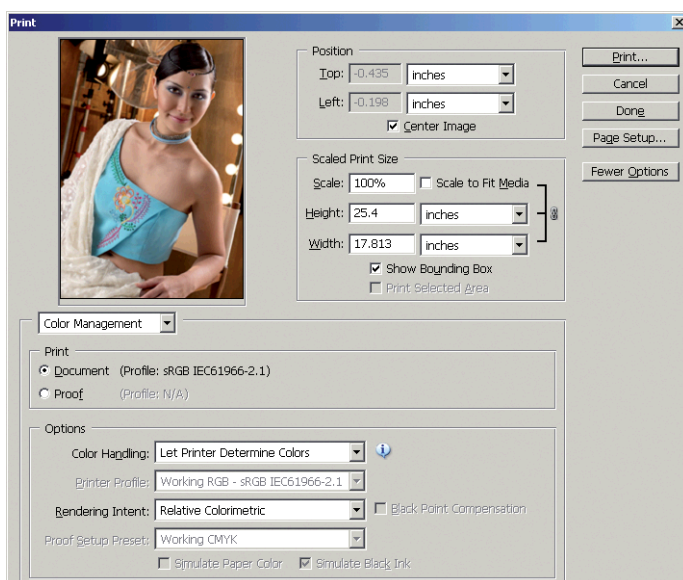 Print
Position
Top: -0.435 inches
Left: -0.198 inches
Center Image
Scaled Print Size
Scale: 100% Scale to Fit Media
Height: 25.4 inches
Width: 17.813 inches
Show Bounding Box
Print Selected Area
Print...
Cancel
Done
Page Setup...
Fewer Options
Color Management
Print
Document (Profile: sRGB IEC61966-2.1)
Proof (Profile: N/A)
Options
Color Handling: Let Printer Determine Colors
Printer Profile: Working RGB - sRGB IEC61966-2.1
Rendering Intent: Relative Colorimetric Black Point Compensation
Proof Setup Preset: Working CMYK
Simulate Paper Color Simulate Black Ink